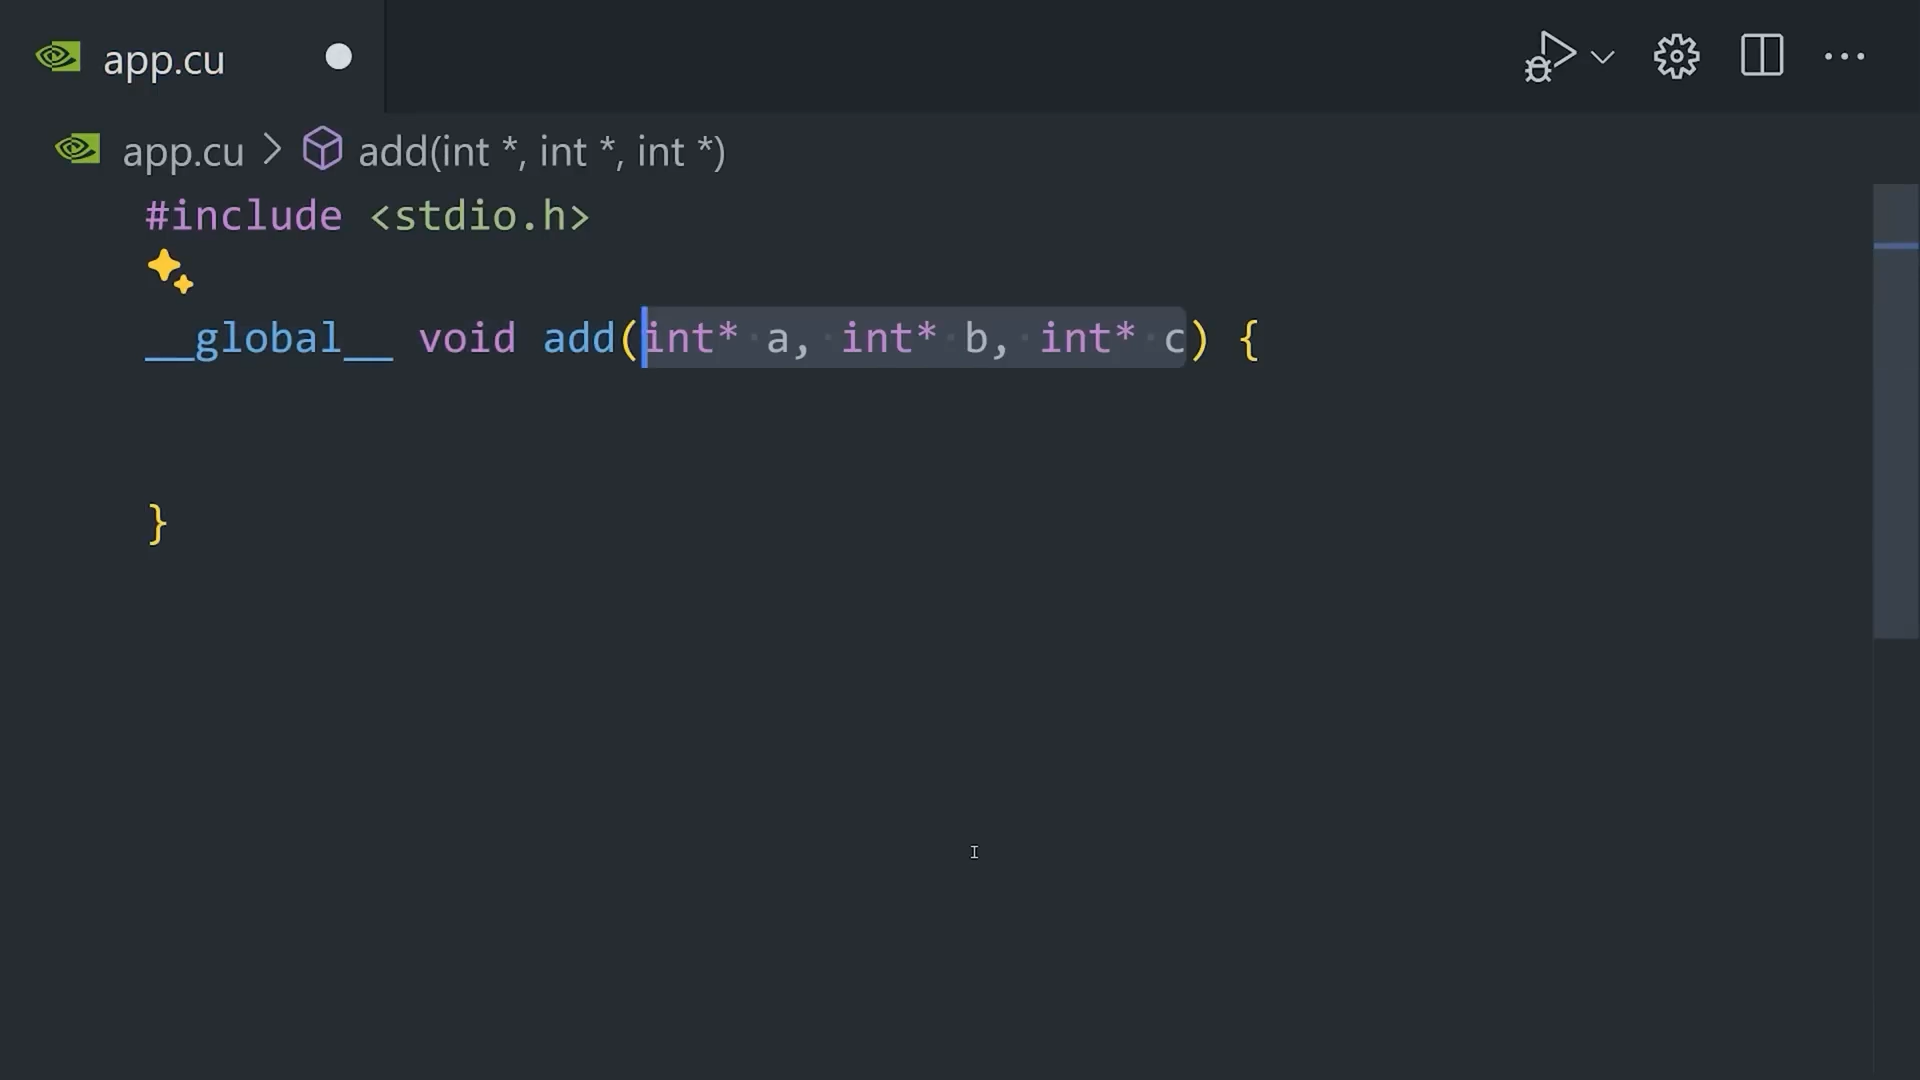 app.cu
app.cu > add(int *, int *, int *)
#include <stdio.h>
__global__ void add(int* a, int* b, int* c) {
}